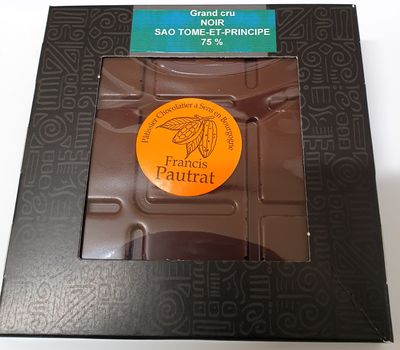 Grand cru
NOIR
SAO TOME-ET-PRINCIPE
75 %
Pâtissier Chocolatier à Sens en Bourgogne
Francis
Pautrat